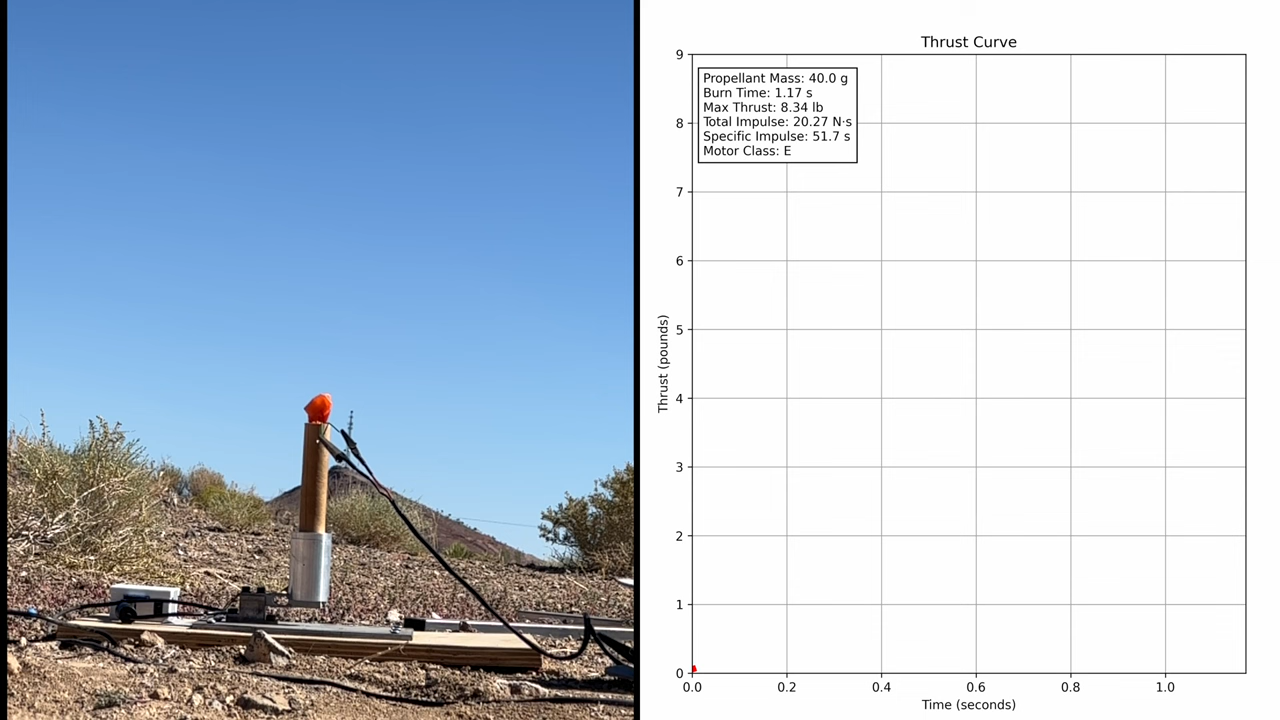 Thrust Curve
Propellant Mass: 40.0 g
Burn Time: 1.17 s
Max Thrust: 8.34 lb
Total Impulse: 20.27 N·s
Specific Impulse: 51.7 s
Motor Class: E
9
8
7
6
5
4
3
2
1
0
Thrust (pounds)
0.0 0.2 0.4 0.6 0.8 1.0
Time (seconds)